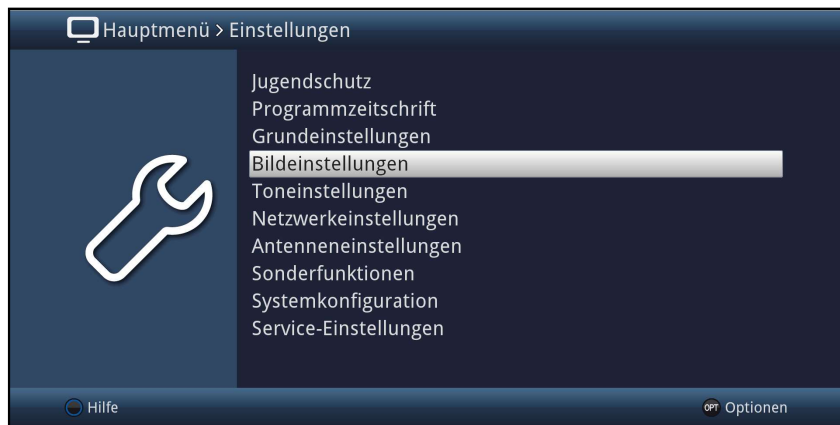 Hauptmenü > Einstellungen
Jugendschutz
Programmzeitschrift
Grundeinstellungen
Bildeinstellungen
Toneinstellungen
Netzwerkeinstellungen
Antenneneinstellungen
Sonderfunktionen
Systemkonfiguration
Service-Einstellungen
Hilfe
OPT Optionen